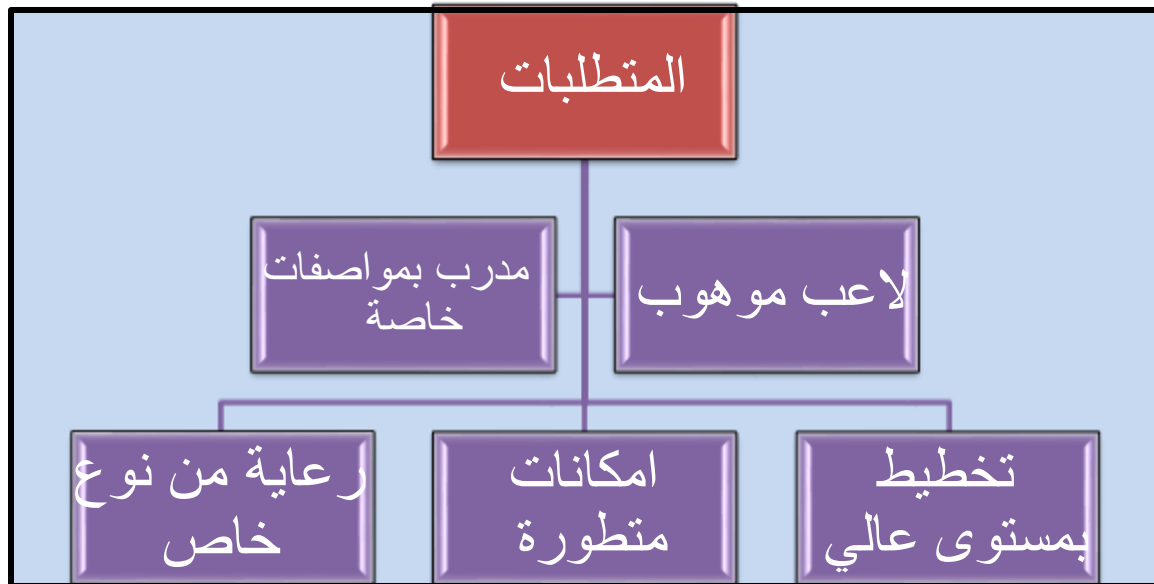 المتطلبات
لاعب موهوب
مدرب بمواصفات
خاصة
تخطيط
بمستوى عالي
امكانات
متطورة
رعاية من نوع
خاص